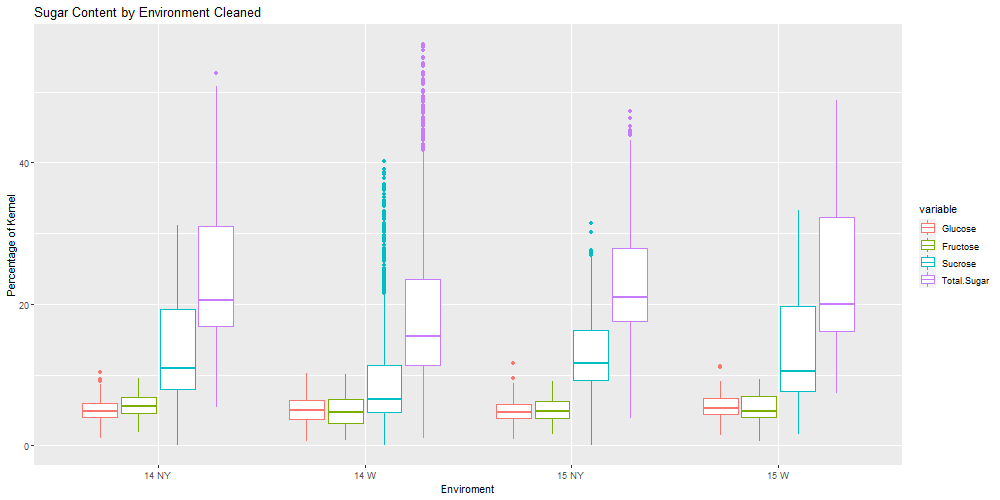 Sugar Content by Environment Cleaned
Percentage of Kernel
40
20
0
14 NY
14 W
15 NY
15 W
Enviroment
variable
Glucose
Fructose
Sucrose
Total.Sugar